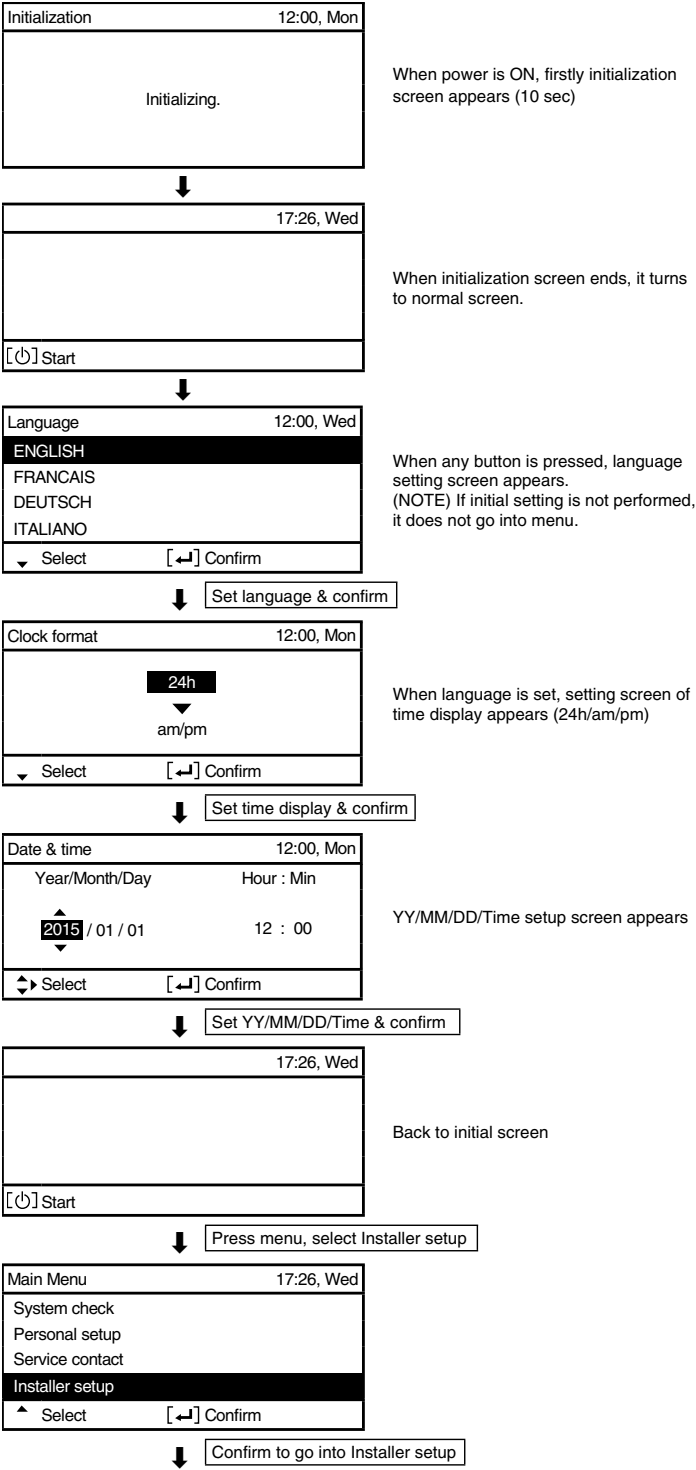 Initialization 12:00, Mon
Initializing.
When power is ON, firstly initialization
screen appears (10 sec)
17:26, Wed
[⏻] Start
When initialization screen ends, it turns
to normal screen.
Language 12:00, Wed
ENGLISH
FRANCAIS
DEUTSCH
ITALIANO
Select [↵] Confirm
When any button is pressed, language
setting screen appears.
(NOTE) If initial setting is not performed,
it does not go into menu.
Set language & confirm
Clock format 12:00, Mon
24h
am/pm
Select [↵] Confirm
When language is set, setting screen of
time display appears (24h/am/pm)
Set time display & confirm
Date & time 12:00, Mon
Year/Month/Day Hour : Min
2015 / 01 / 01 12 : 00
Select [↵] Confirm
YY/MM/DD/Time setup screen appears
Set YY/MM/DD/Time & confirm
17:26, Wed
[⏻] Start
Back to initial screen
Press menu, select Installer setup
Main Menu 17:26, Wed
System check
Personal setup
Service contact
Installer setup
Select [↵] Confirm
Confirm to go into Installer setup